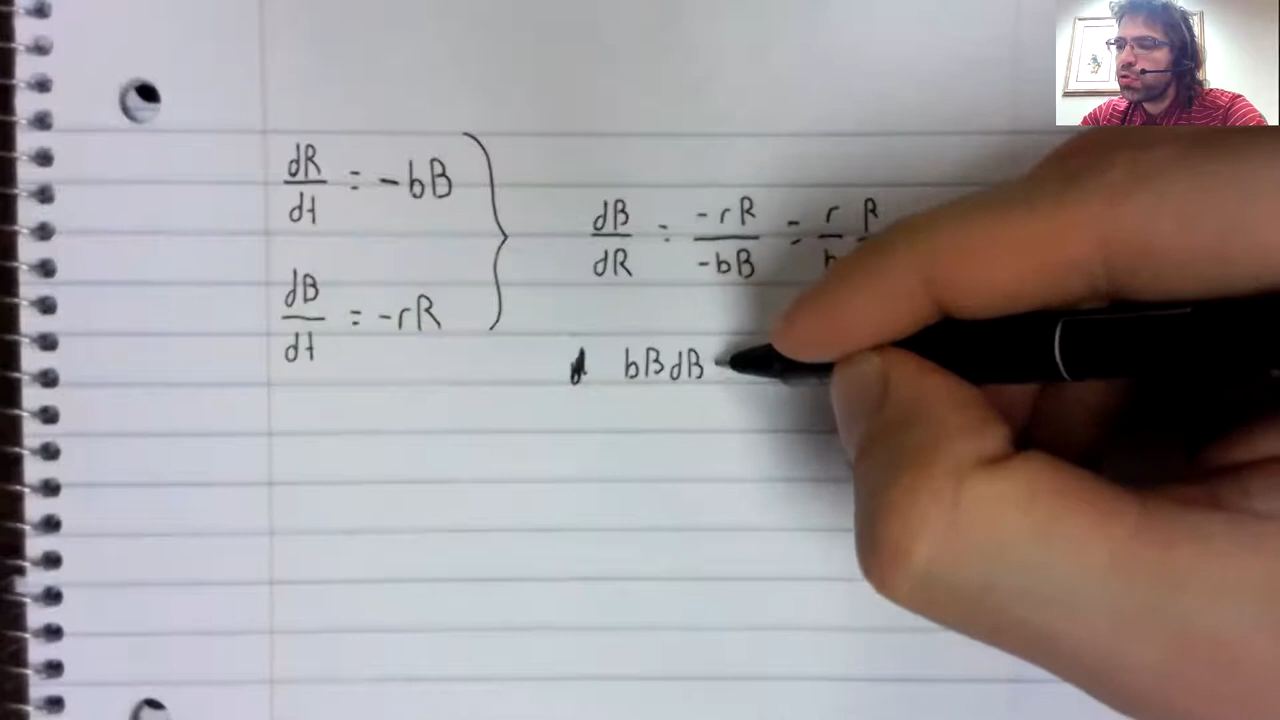 dR/dt = -bB
dB/dt = -rR
dB/dR = -rR/-bB = r
bBdB